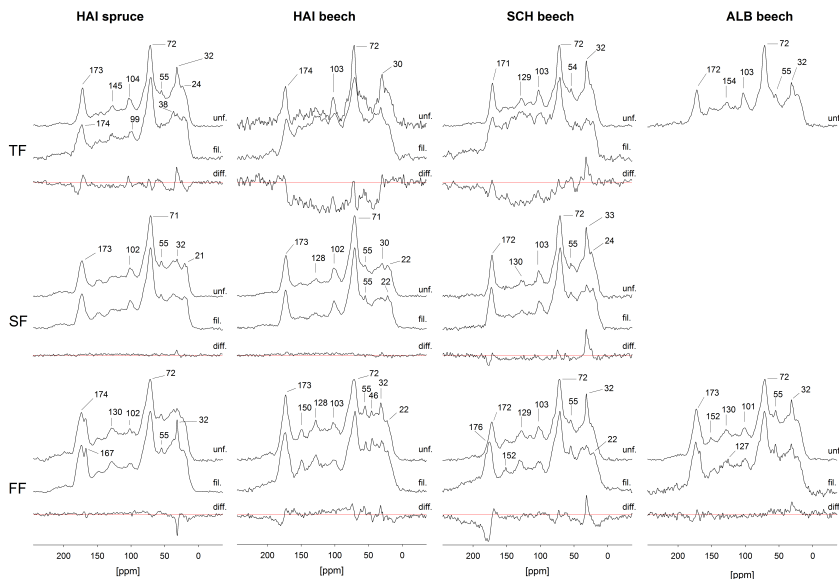 HAI spruce HAI beech SCH beech ALB beech
TF
173 145 104 72 55 32 24 unf.
174 99 38 fil.
diff.
174 103 72 30 unf.
fil.
diff.
171 129 103 72 54 32 unf.
fil.
diff.
172 154 103 72 55 32 unf.
SF
173 102 71 55 32 21 unf.
fil.
diff.
173 128 102 71 55 30 22 unf.
55 22 fil.
diff.
172 130 103 72 55 33 24 unf.
fil.
diff.
FF
174 130 102 72 32 unf.
167 55 fil.
diff.
173 150 128 103 72 55 46 32 22 unf.
fil.
diff.
172 129 103 72 55 32 unf.
176 152 22 fil.
diff.
173 152 130 101 72 55 32 unf.
127 fil.
diff.
200 150 100 50 0 200 150 100 50 0 200 150 100 50 0 200 150 100 50 0
[ppm] [ppm] [ppm] [ppm]